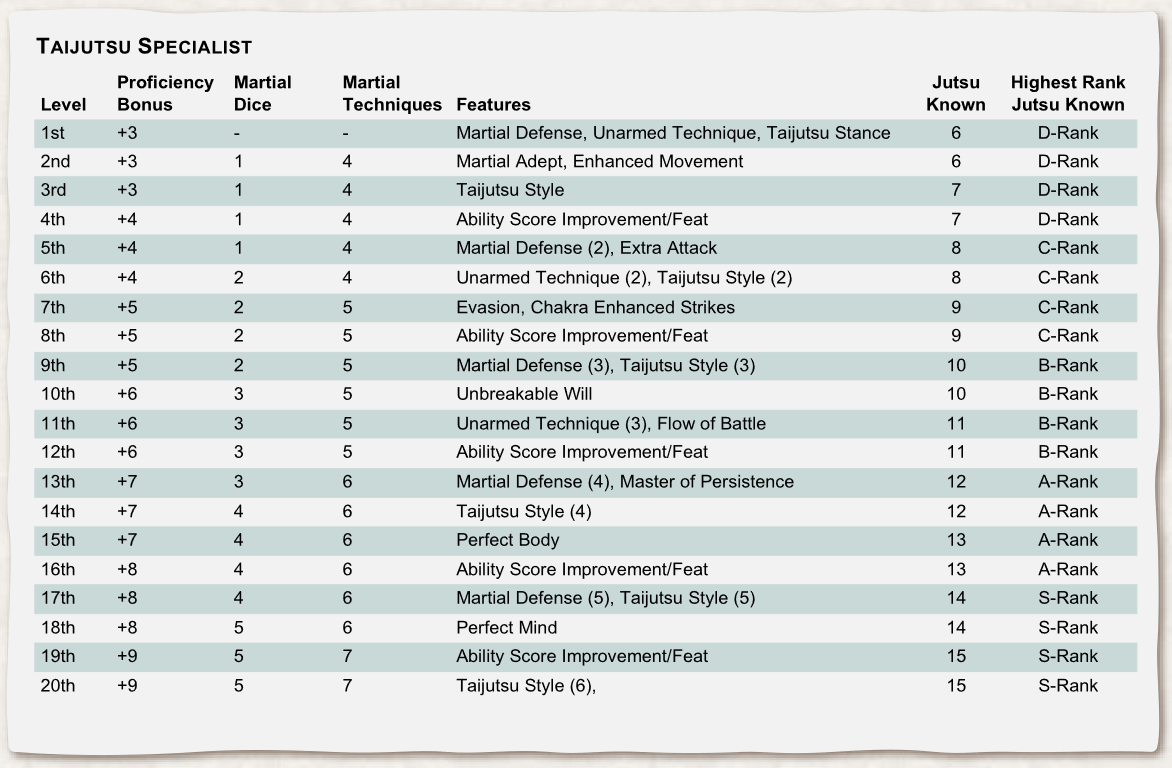 TAIJUTSU SPECIALIST
Level Proficiency Bonus Martial Dice Martial Techniques Features Jutsu Known Highest Rank Jutsu Known
1st +3 - - Martial Defense, Unarmed Technique, Taijutsu Stance 6 D-Rank
2nd +3 1 4 Martial Adept, Enhanced Movement 6 D-Rank
3rd +3 1 4 Taijutsu Style 7 D-Rank
4th +4 1 4 Ability Score Improvement/Feat 7 D-Rank
5th +4 1 4 Martial Defense (2), Extra Attack 8 C-Rank
6th +4 2 4 Unarmed Technique (2), Taijutsu Style (2) 8 C-Rank
7th +5 2 5 Evasion, Chakra Enhanced Strikes 9 C-Rank
8th +5 2 5 Ability Score Improvement/Feat 9 C-Rank
9th +5 2 5 Martial Defense (3), Taijutsu Style (3) 10 B-Rank
10th +6 3 5 Unbreakable Will 10 B-Rank
11th +6 3 5 Unarmed Technique (3), Flow of Battle 11 B-Rank
12th +6 3 5 Ability Score Improvement/Feat 11 B-Rank
13th +7 3 6 Martial Defense (4), Master of Persistence 12 A-Rank
14th +7 4 6 Taijutsu Style (4) 12 A-Rank
15th +7 4 6 Perfect Body 13 A-Rank
16th +8 4 6 Ability Score Improvement/Feat 13 A-Rank
17th +8 4 6 Martial Defense (5), Taijutsu Style (5) 14 S-Rank
18th +8 5 6 Perfect Mind 14 S-Rank
19th +9 5 7 Ability Score Improvement/Feat 15 S-Rank
20th +9 5 7 Taijutsu Style (6), 15 S-Rank